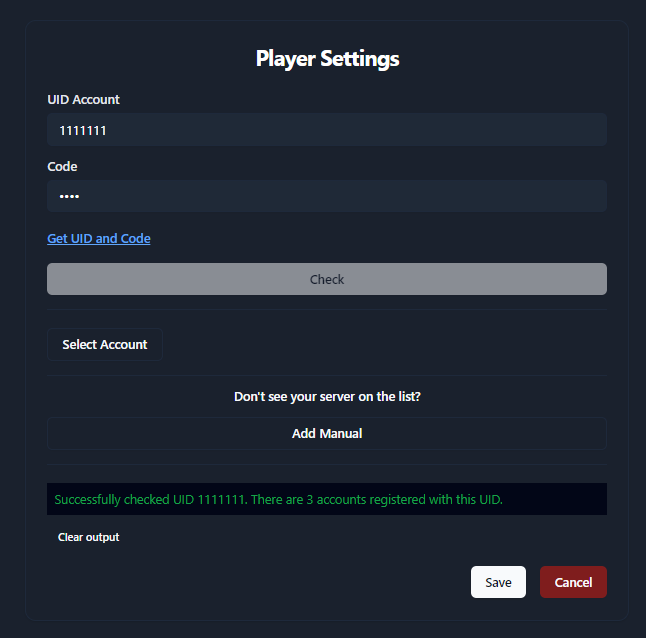 Player Settings
UID Account
1111111
Code
••••
Get UID and Code
Check
Select Account
Don't see your server on the list?
Add Manual
Successfully checked UID 1111111. There are 3 accounts registered with this UID.
Clear output
Save
Cancel